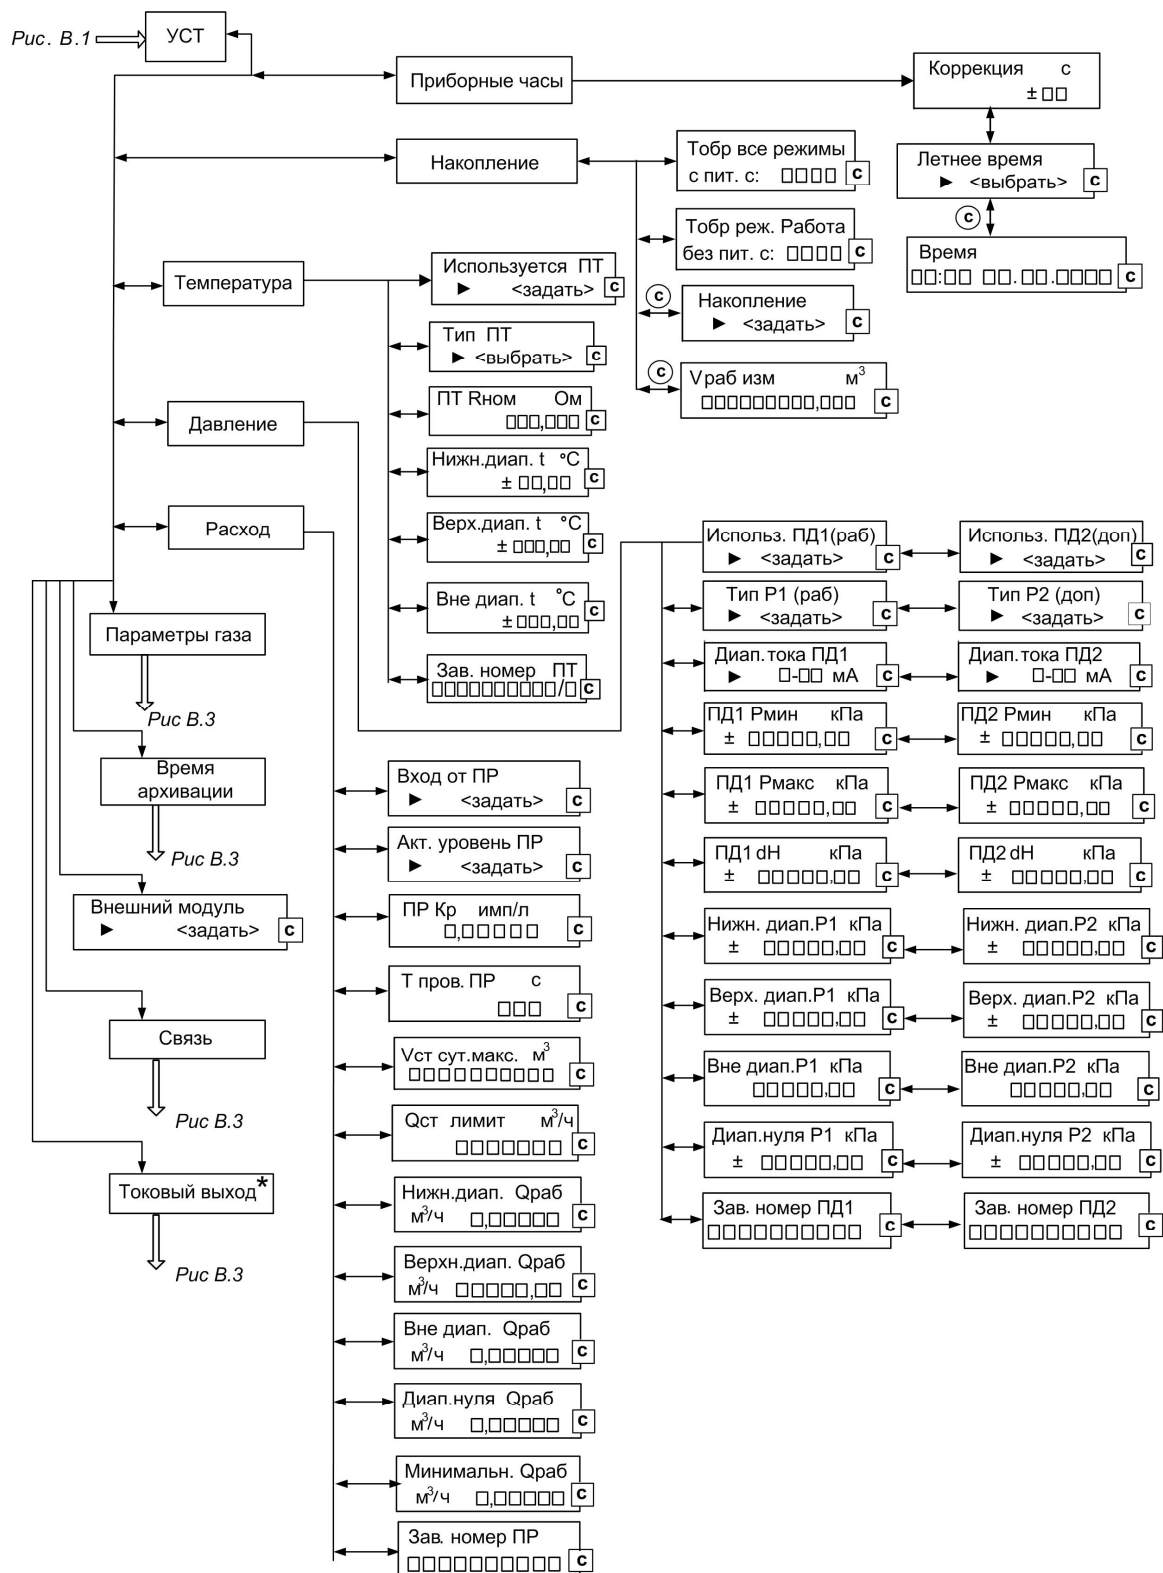 Рис. В.1
УСТ
Приборные часы
Коррекция с
± □□
Летнее время
► <выбрать> С
С
Время
□□:□□ □□.□□.□□□□ С
Накопление
Тобр все режимы
с пит. с: □□□□ С
Тобр реж. Работа
без пит. с: □□□□ С
С
Накопление
► <задать> С
С
Vраб изм м³
□□□□□□□□□,□□□ С
Температура
Используется ПТ
► <задать> С
Тип ПТ
► <выбрать> С
ПТ Rном Ом
□□□,□□□ С
Нижн.диап. t °С
± □□,□□ С
Верх.диап. t °С
± □□□,□□ С
Вне диап. t °С
± □□□,□□ С
Зав. номер ПТ
□□□□□□□□□□/□ С
Давление
Использ. ПД1(раб)
► <задать> С
Использ. ПД2(доп)
► <задать> С
Тип Р1 (раб)
► <задать> С
Тип Р2 (доп)
► <задать> С
Диап.тока ПД1
► □-□□ мА С
Диап.тока ПД2
► □-□□ мА С
ПД1 Рмин кПа
± □□□□□,□□ С
ПД2 Рмин кПа
± □□□□□,□□ С
ПД1 Рмакс кПа
± □□□□□,□□ С
ПД2 Рмакс кПа
± □□□□□,□□ С
ПД1 dH кПа
± □□□□□,□□ С
ПД2 dH кПа
± □□□□□,□□ С
Нижн. диап.Р1 кПа
± □□□□□,□□ С
Нижн. диап.Р2 кПа
± □□□□□,□□ С
Верх. диап.Р1 кПа
± □□□□□,□□ С
Верх. диап.Р2 кПа
± □□□□□,□□ С
Вне диап.Р1 кПа
□□□□□,□□ С
Вне диап.Р2 кПа
□□□□□,□□ С
Диап.нуля Р1 кПа
± □□□□□,□□ С
Диап.нуля Р2 кПа
± □□□□□,□□ С
Зав. номер ПД1
□□□□□□□□□□ С
Зав. номер ПД2
□□□□□□□□□□ С
Расход
Вход от ПР
► <задать> С
Акт. уровень ПР
► <задать> С
ПР Кр имп/л
□,□□□□□ С
Т пров. ПР с
□□□ С
Vст сут.макс. м³
□□□□□□□□□□ С
Qст лимит м³/ч
□□□□□□□ С
Нижн.диап. Qраб
м³/ч □,□□□□□ С
Верхн.диап. Qраб
м³/ч □□□□□,□□ С
Вне диап. Qраб
м³/ч □,□□□□□ С
Диап.нуля Qраб
м³/ч □,□□□□□ С
Минимальн. Qраб
м³/ч □,□□□□□ С
Зав. номер ПР
□□□□□□□□□□ С
Параметры газа
Рис В.3
Время
архивации
Рис В.3
Внешний модуль
► <задать> С
Связь
Рис В.3
Токовый выход*
Рис В.3